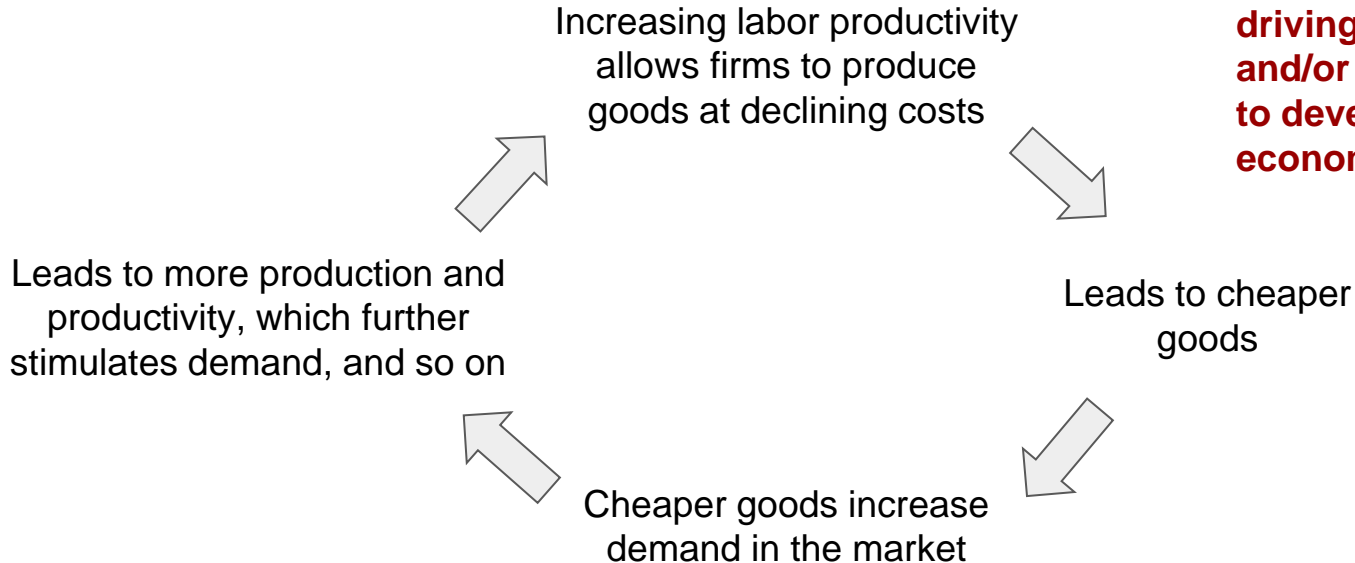 Increasing labor productivity
allows firms to produce
goods at declining costs
driving
and/or
to
econo
Leads to cheaper
goods
Cheaper goods increase
demand in the market
Leads to more production and
productivity, which further
stimulates demand, and so on